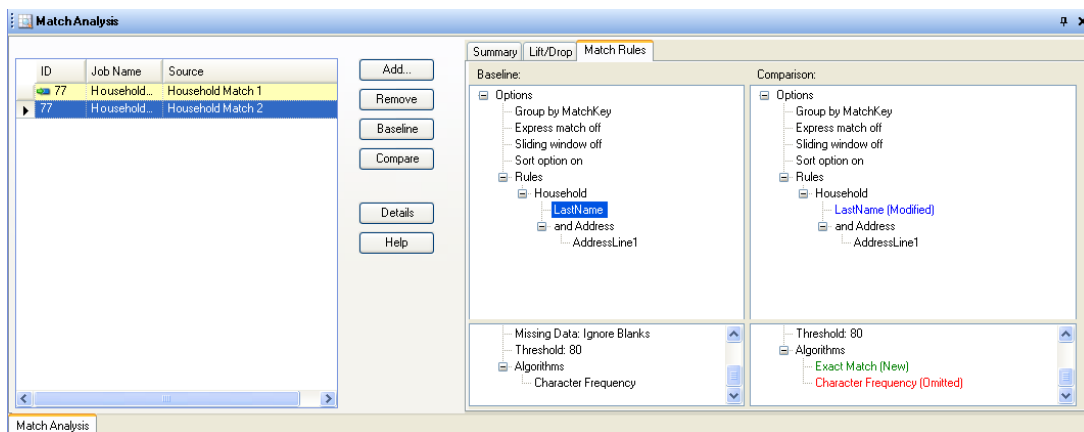 Match Analysis
Summary Lift/Drop Match Rules
ID Job Name Source
77 Household... Household Match 1
77 Household... Household Match 2
Add...
Remove
Baseline
Compare
Details
Help
Baseline:
Options
Group by MatchKey
Express match off
Sliding window off
Sort option on
Rules
Household
LastName
and Address
AddressLine1
Missing Data: Ignore Blanks
Threshold: 80
Algorithms
Character Frequency
Comparison:
Options
Group by MatchKey
Express match off
Sliding window off
Sort option on
Rules
Household
LastName (Modified)
and Address
AddressLine1
Threshold: 80
Algorithms
Exact Match (New)
Character Frequency (Omitted)
Match Analysis